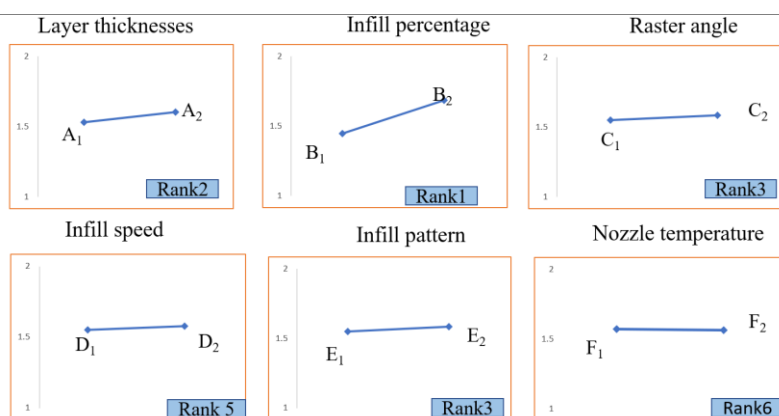 Layer thicknesses
2
1.5
1
A1
A2
Rank2
Infill percentage
2
1.5
1
B1
B2
Rank1
Raster angle
2
1.5
1
C1
C2
Rank3
Infill speed
2
1.5
1
D1
D2
Rank 5
Infill pattern
2
1.5
1
E1
E2
Rank3
Nozzle temperature
2
1.5
1
F1
F2
Rank6